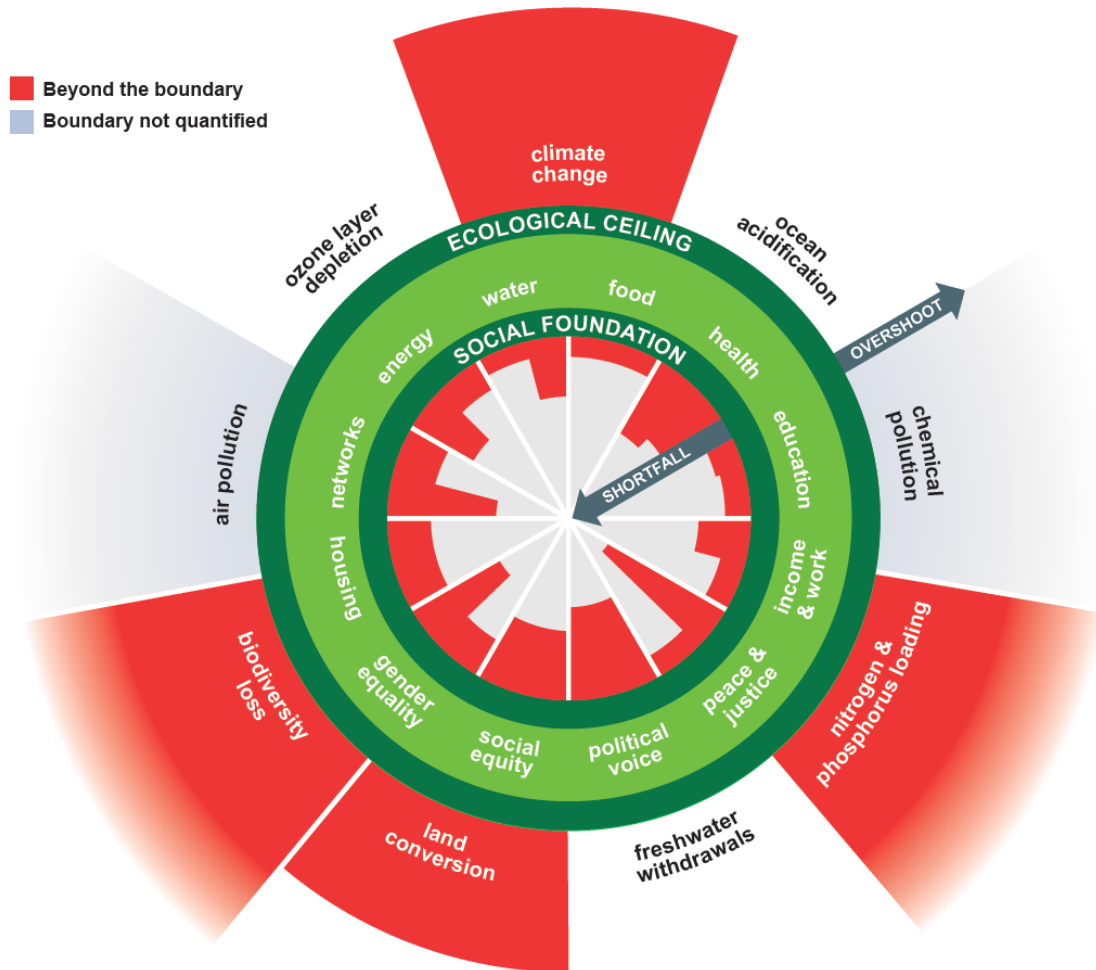 Beyond the boundary
Boundary not quantified
climate
change
ozone layer
depletion
ocean
acidification
ECOLOGICAL CEILING
OVERSHOOT
water
food
energy
health
SOCIAL FOUNDATION
networks
education
SHORTFALL
air pollution
chemical
pollution
housing
income
& work
gender
equality
peace &
justice
social
equity
political
voice
biodiversity
loss
nitrogen &
phosphorus loading
land
conversion
freshwater
withdrawals